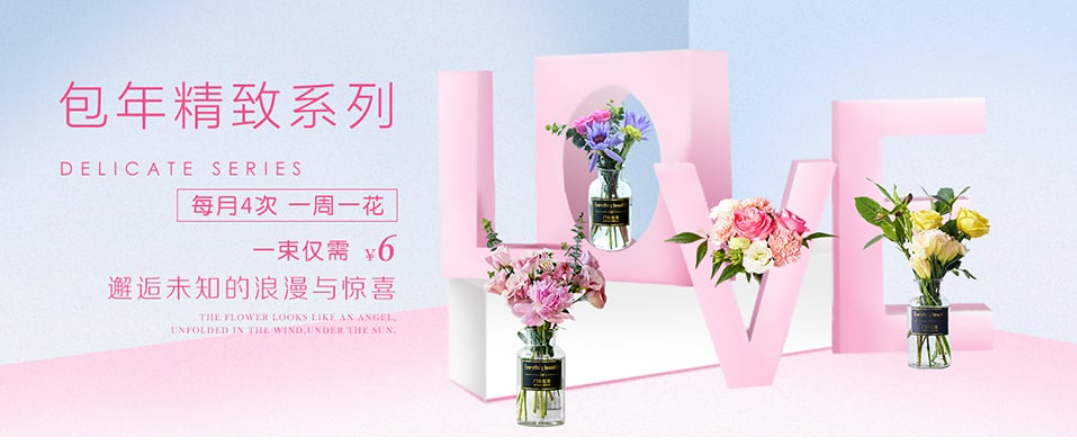 包年精致系列
DELICATE SERIES
每月4次 一周一花
一束仅需 ¥6
邂逅未知的浪漫与惊喜
THE FLOWER LOOKS LIKE AN ANGEL,
UNFOLDED IN THE WIND,UNDER THE SUN.
LOVE